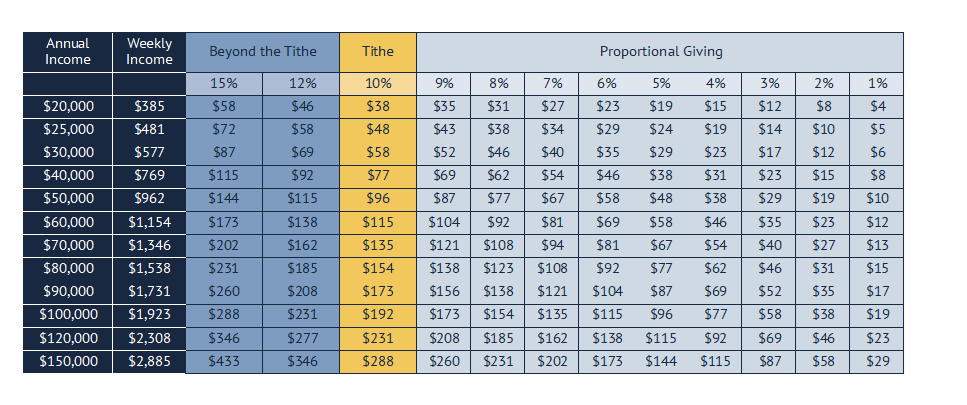 Annual Income Weekly Income Beyond the Tithe Tithe Proportional Giving
15% 12% 10% 9% 8% 7% 6% 5% 4% 3% 2% 1%
$20,000 $385 $58 $46 $38 $35 $31 $27 $23 $19 $15 $12 $8 $4
$25,000 $481 $72 $58 $48 $43 $38 $34 $29 $24 $19 $14 $10 $5
$30,000 $577 $87 $69 $58 $52 $46 $40 $35 $29 $23 $17 $12 $6
$40,000 $769 $115 $92 $77 $69 $62 $54 $46 $38 $31 $23 $15 $8
$50,000 $962 $144 $115 $96 $87 $77 $67 $58 $48 $38 $29 $19 $10
$60,000 $1,154 $173 $138 $115 $104 $92 $81 $69 $58 $46 $35 $23 $12
$70,000 $1,346 $202 $162 $135 $121 $108 $94 $81 $67 $54 $40 $27 $13
$80,000 $1,538 $231 $185 $154 $138 $123 $108 $92 $77 $62 $46 $31 $15
$90,000 $1,731 $260 $208 $173 $156 $138 $121 $104 $87 $69 $52 $35 $17
$100,000 $1,923 $288 $231 $192 $173 $154 $135 $115 $96 $77 $58 $38 $19
$120,000 $2,308 $346 $277 $231 $208 $185 $162 $138 $115 $92 $69 $46 $23
$150,000 $2,885 $433 $346 $288 $260 $231 $202 $173 $144 $115 $87 $58 $29